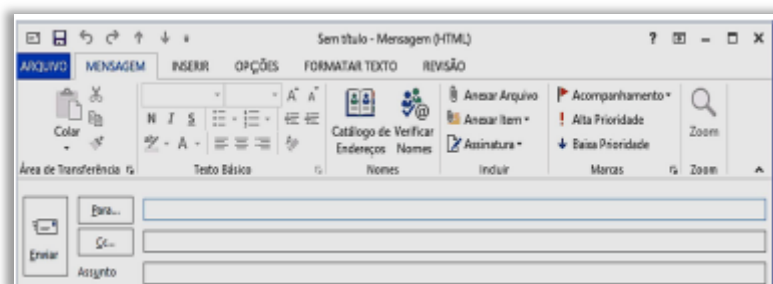 Sem título - Mensagem (HTML)
ARQUIVO MENSAGEM INSERIR OPÇÕES FORMATAR TEXTO REVISÃO
Colar
N I S
A A
Catálogo de Endereços
Verificar Nomes
Anexar Arquivo
Anexar Item
Assinatura
Acompanhamento
Alta Prioridade
Baixa Prioridade
Zoom
Área de Transferência Texto Básico Nomes Incluir Marcas Zoom
Enviar
Para...
Cc...
Assunto